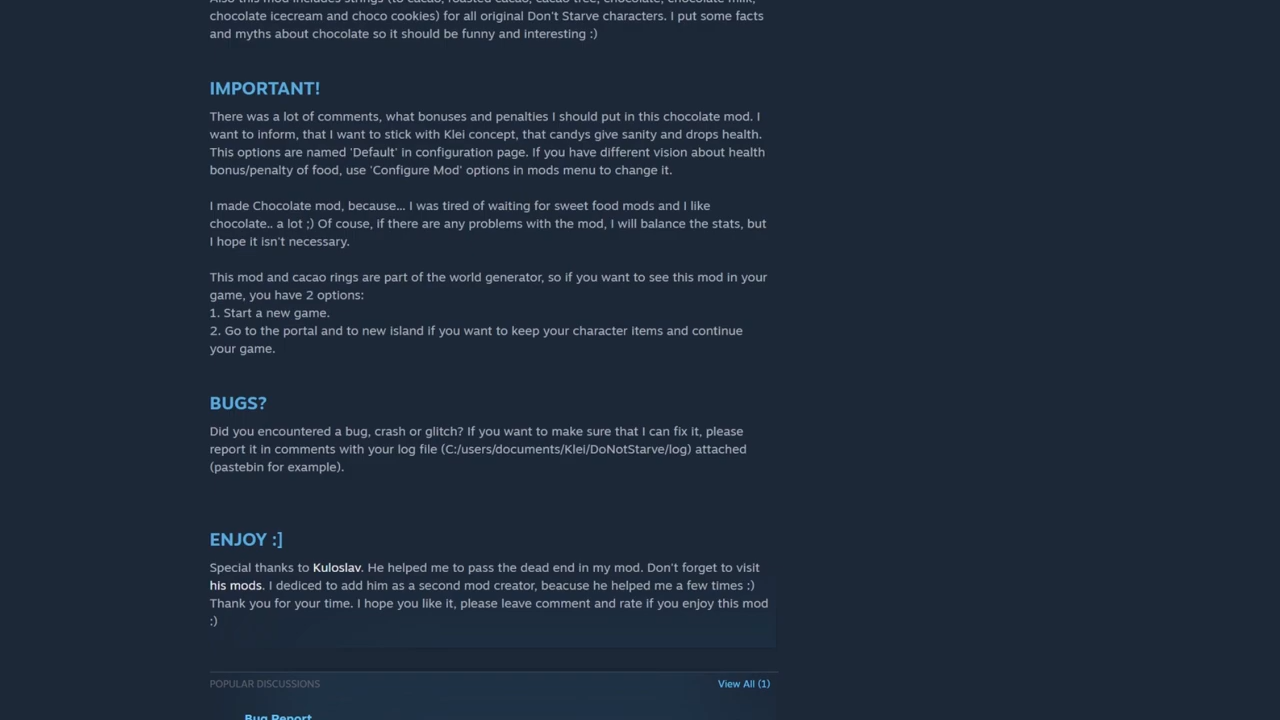 Also this mod includes strings (to cacao, roasted cacao, cacao tree, chocolate, chocolate milk,
chocolate icecream and choco cookies) for all original Don't Starve characters. I put some facts
and myths about chocolate so it should be funny and interesting :)
IMPORTANT!
There was a lot of comments, what bonuses and penalties I should put in this chocolate mod. I
want to inform, that I want to stick with Klei concept, that candys give sanity and drops health.
This options are named 'Default' in configuration page. If you have different vision about health
bonus/penalty of food, use 'Configure Mod' options in mods menu to change it.
I made Chocolate mod, because... I was tired of waiting for sweet food mods and I like
chocolate.. a lot ;) Of couse, if there are any problems with the mod, I will balance the stats, but
I hope it isn't necessary.
This mod and cacao rings are part of the world generator, so if you want to see this mod in your
game, you have 2 options:
1. Start a new game.
2. Go to the portal and to new island if you want to keep your character items and continue
your game.
BUGS?
Did you encountered a bug, crash or glitch? If you want to make sure that I can fix it, please
report it in comments with your log file (C:/users/documents/Klei/DoNotStarve/log) attached
(pastebin for example).
ENJOY :]
Special thanks to Kuloslav. He helped me to pass the dead end in my mod. Don't forget to visit
his mods. I dediced to add him as a second mod creator, beacuse he helped me a few times :)
Thank you for your time. I hope you like it, please leave comment and rate if you enjoy this mod
:)
POPULAR DISCUSSIONS
View All (1)
Bug Report